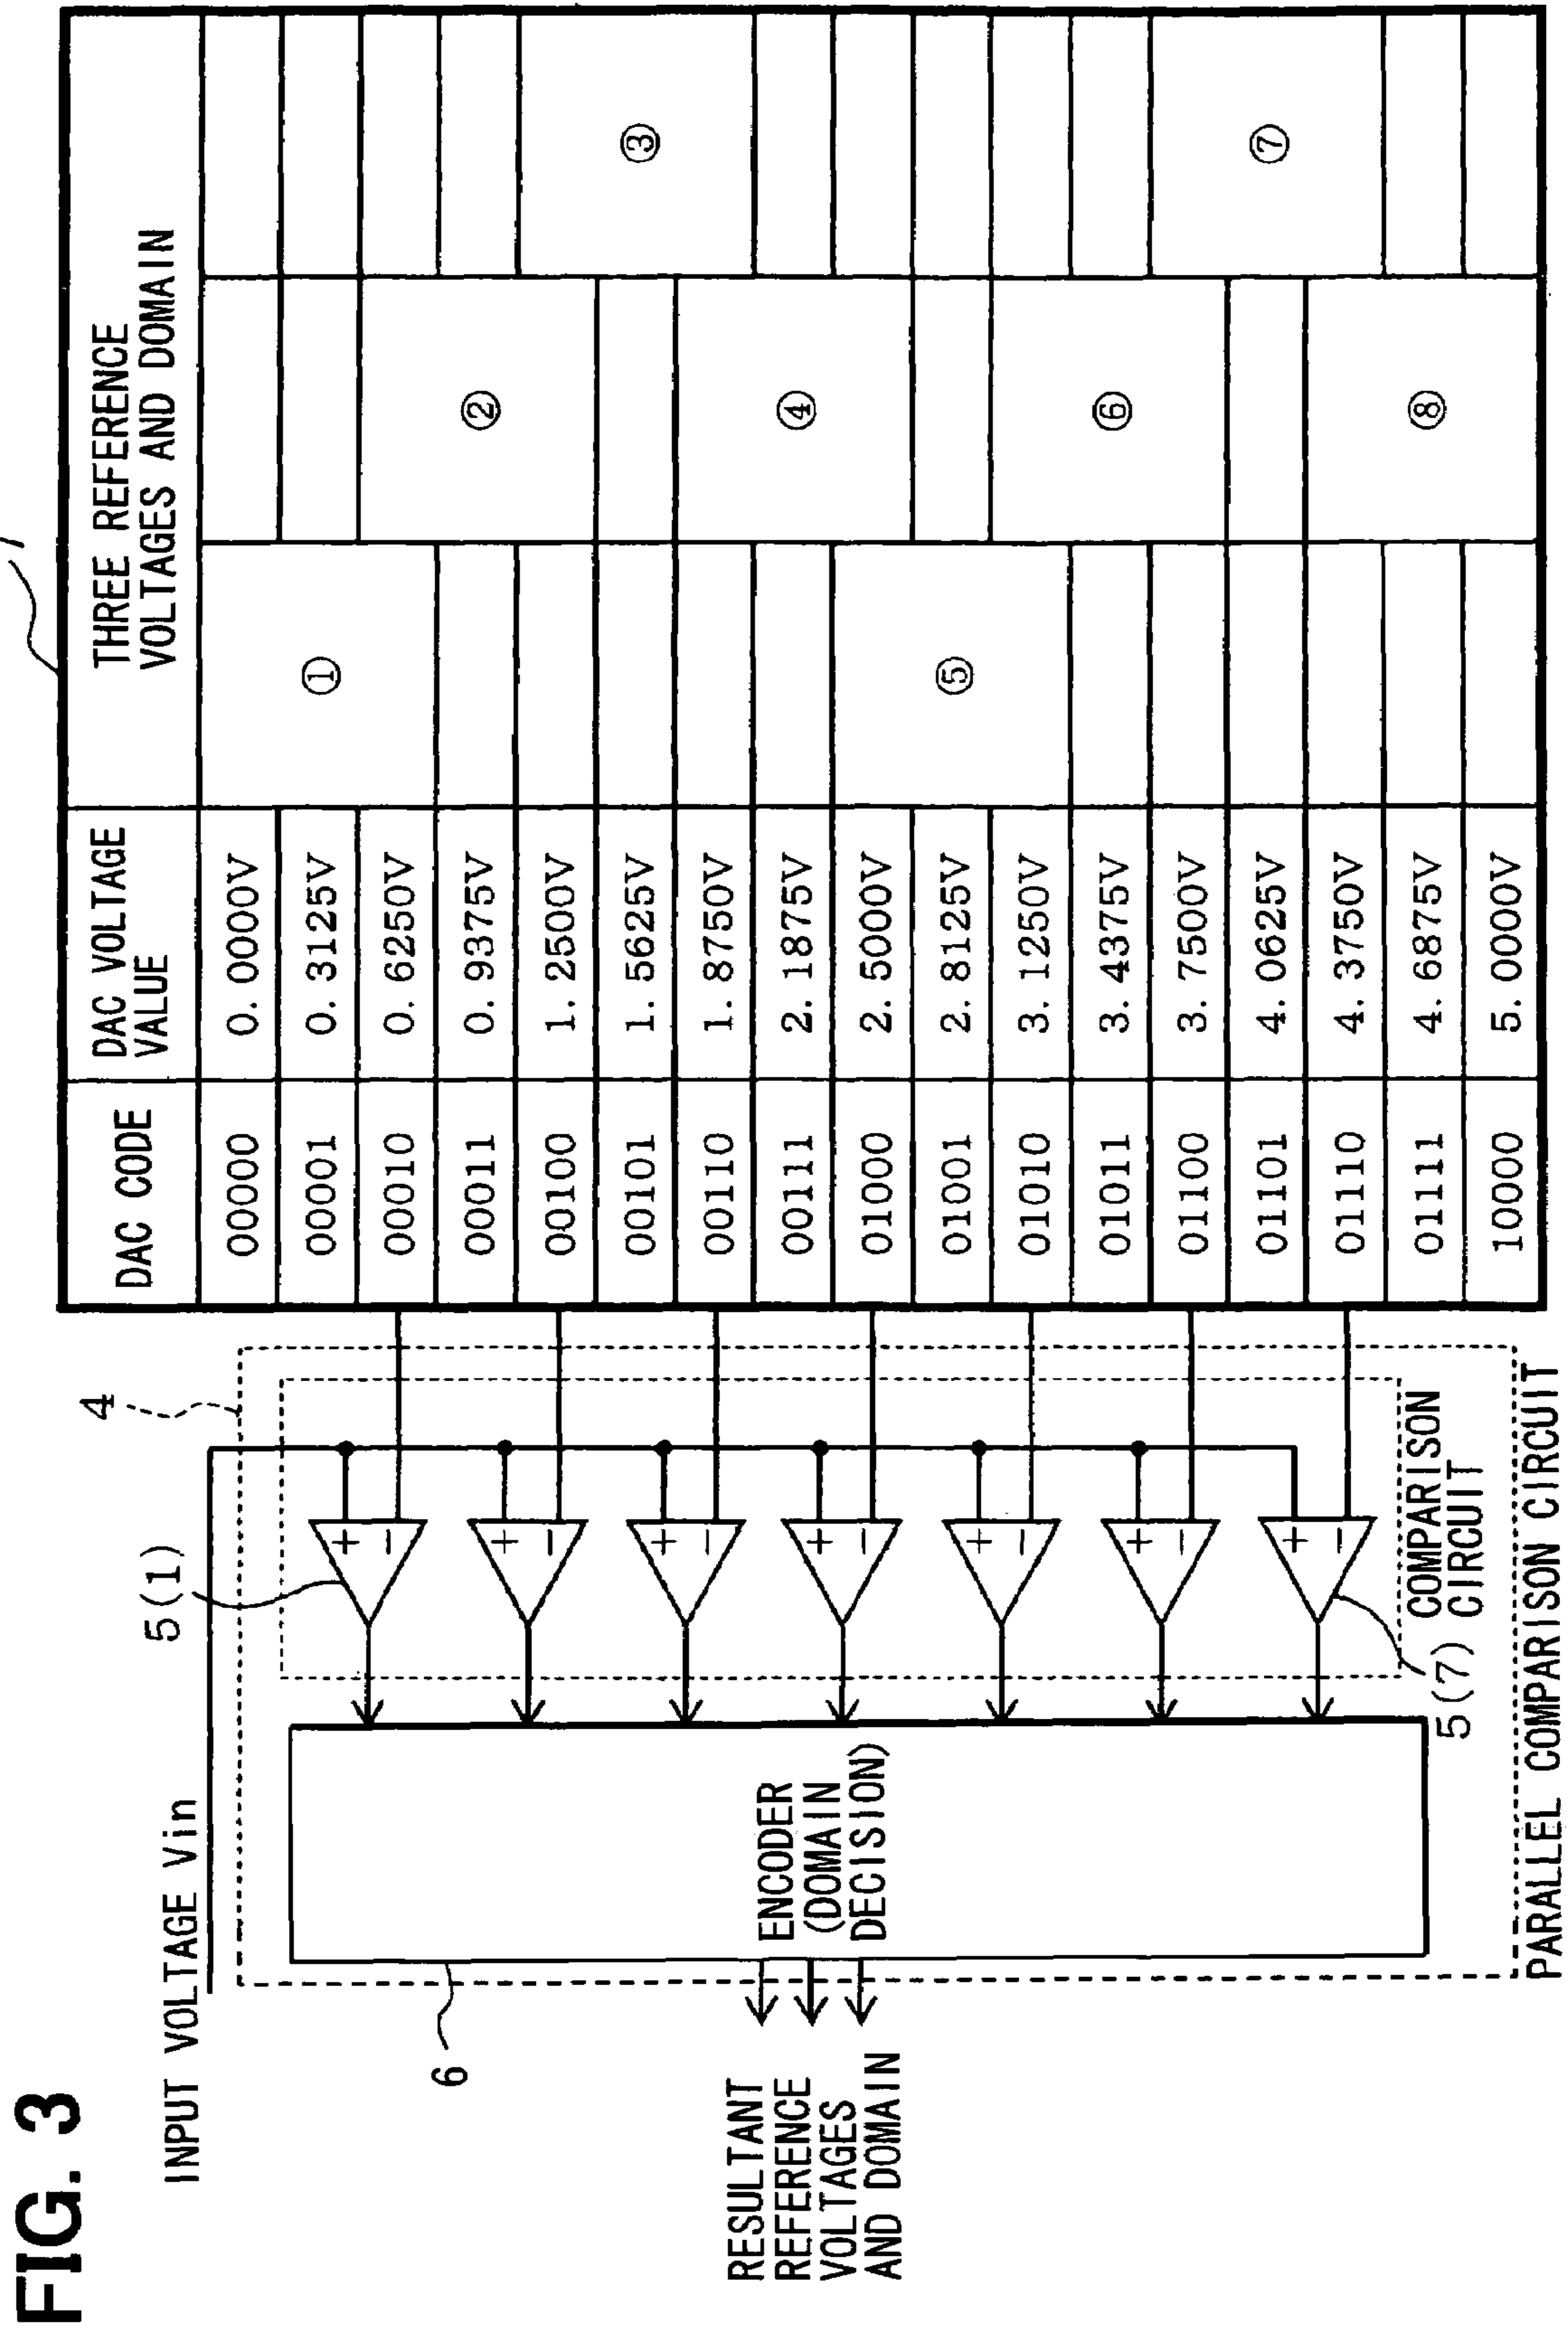 FIG. 3
INPUT VOLTAGE Vin
5(1)
4
6
ENCODER
(DOMAIN
DECISION)
RESULTANT
REFERENCE
VOLTAGES
AND DOMAIN
+ −
+ −
+ −
+ −
+ −
+ −
+ −
5(7)
COMPARISON
CIRCUIT
PARALLEL COMPARISON CIRCUIT
DAC CODE
DAC VOLTAGE
VALUE
THREE REFERENCE
VOLTAGES AND DOMAIN
00000 0.0000V
00001 0.3125V
00010 0.6250V
00011 0.9375V
00100 1.2500V
00101 1.5625V
00110 1.8750V
00111 2.1875V
01000 2.5000V
01001 2.8125V
01010 3.1250V
01011 3.4375V
01100 3.7500V
01101 4.0625V
01110 4.3750V
01111 4.6875V
10000 5.0000V
①
②
③
④
⑤
⑥
⑦
⑧